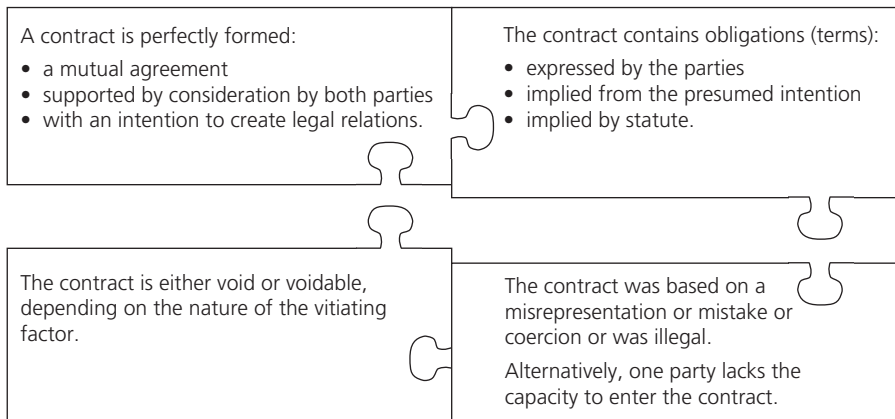 A contract is perfectly formed:
• a mutual agreement
• supported by consideration by both parties
• with an intention to create legal relations.
The contract contains obligations (terms):
• expressed by the parties
• implied from the presumed intention
• implied by statute.
The contract is either void or voidable,
depending on the nature of the vitiating
factor.
The contract was based on a
misrepresentation or mistake or
coercion or was illegal.
Alternatively, one party lacks the
capacity to enter the contract.